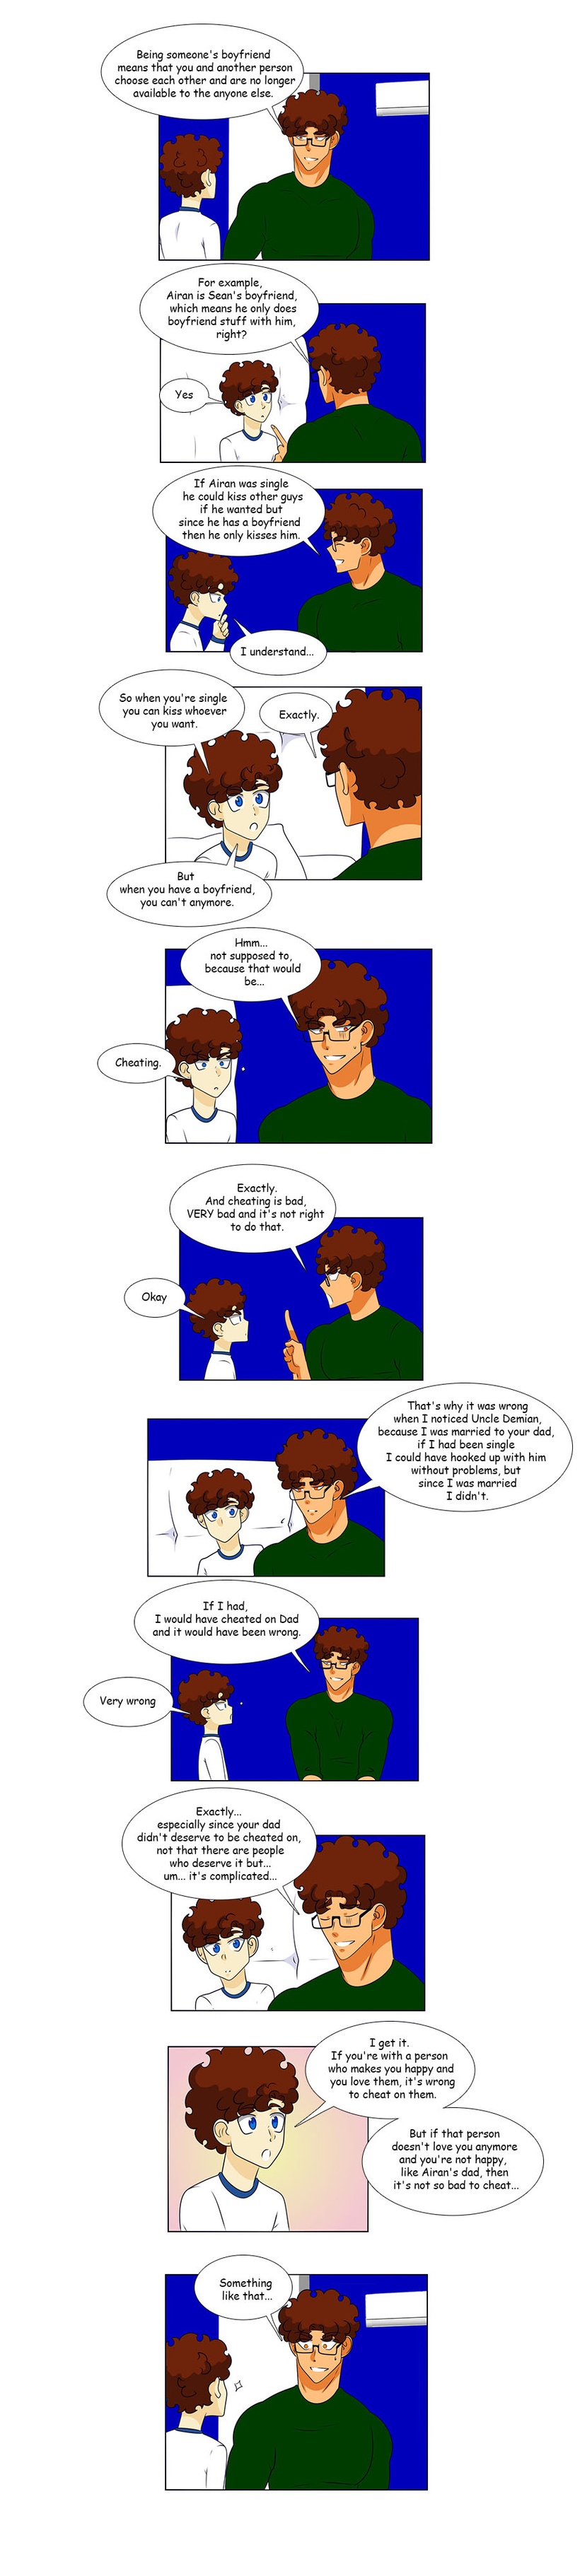 Being someone's boyfriend
means that you and another person
choose each other and are no longer
available to the anyone else.
For example,
Airan is Sean's boyfriend,
which means he only does
boyfriend stuff with him,
right?
Yes
If Airan was single
he could kiss other guys
if he wanted but
since he has a boyfriend
then he only kisses him.
I understand...
So when you're single
you can kiss whoever
you want.
Exactly.
But
when you have a boyfriend,
you can't anymore.
Hmm...
not supposed to,
because that would
be...
Cheating.
Exactly.
And cheating is bad,
VERY bad and it's not right
to do that.
Okay
That's why it was wrong
when I noticed Uncle Demian,
because I was married to your dad,
if I had been single
I could have hooked up with him
without problems, but
since I was married
I didn't.
If I had,
I would have cheated on Dad
and it would have been wrong.
Very wrong
Exactly...
especially since your dad
didn't deserve to be cheated on,
not that there are people
who deserve it but...
um... it's complicated...
I get it.
If you're with a person
who makes you happy and
you love them, it's wrong
to cheat on them.
But if that person
doesn't love you anymore
and you're not happy,
like Airan's dad, then
it's not so bad to cheat...
Something
like that...